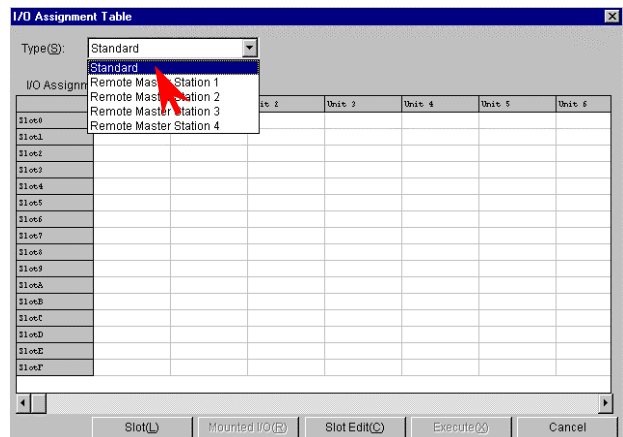 I/O Assignment Table
Type(S): Standard
Standard
I/O Assignm Remote Master Station 1
Remote Master Station 2
Remote Master Station 3
Remote Master Station 4
Unit 3 Unit 4 Unit 5 Unit 6
Slot0
Slot1
Slot2
Slot3
Slot4
Slot5
Slot6
Slot7
Slot8
Slot9
SlotA
SlotB
SlotC
SlotD
SlotE
SlotF
Slot(L) Mounted I/O(R) Slot Edit(C) Execute(X) Cancel